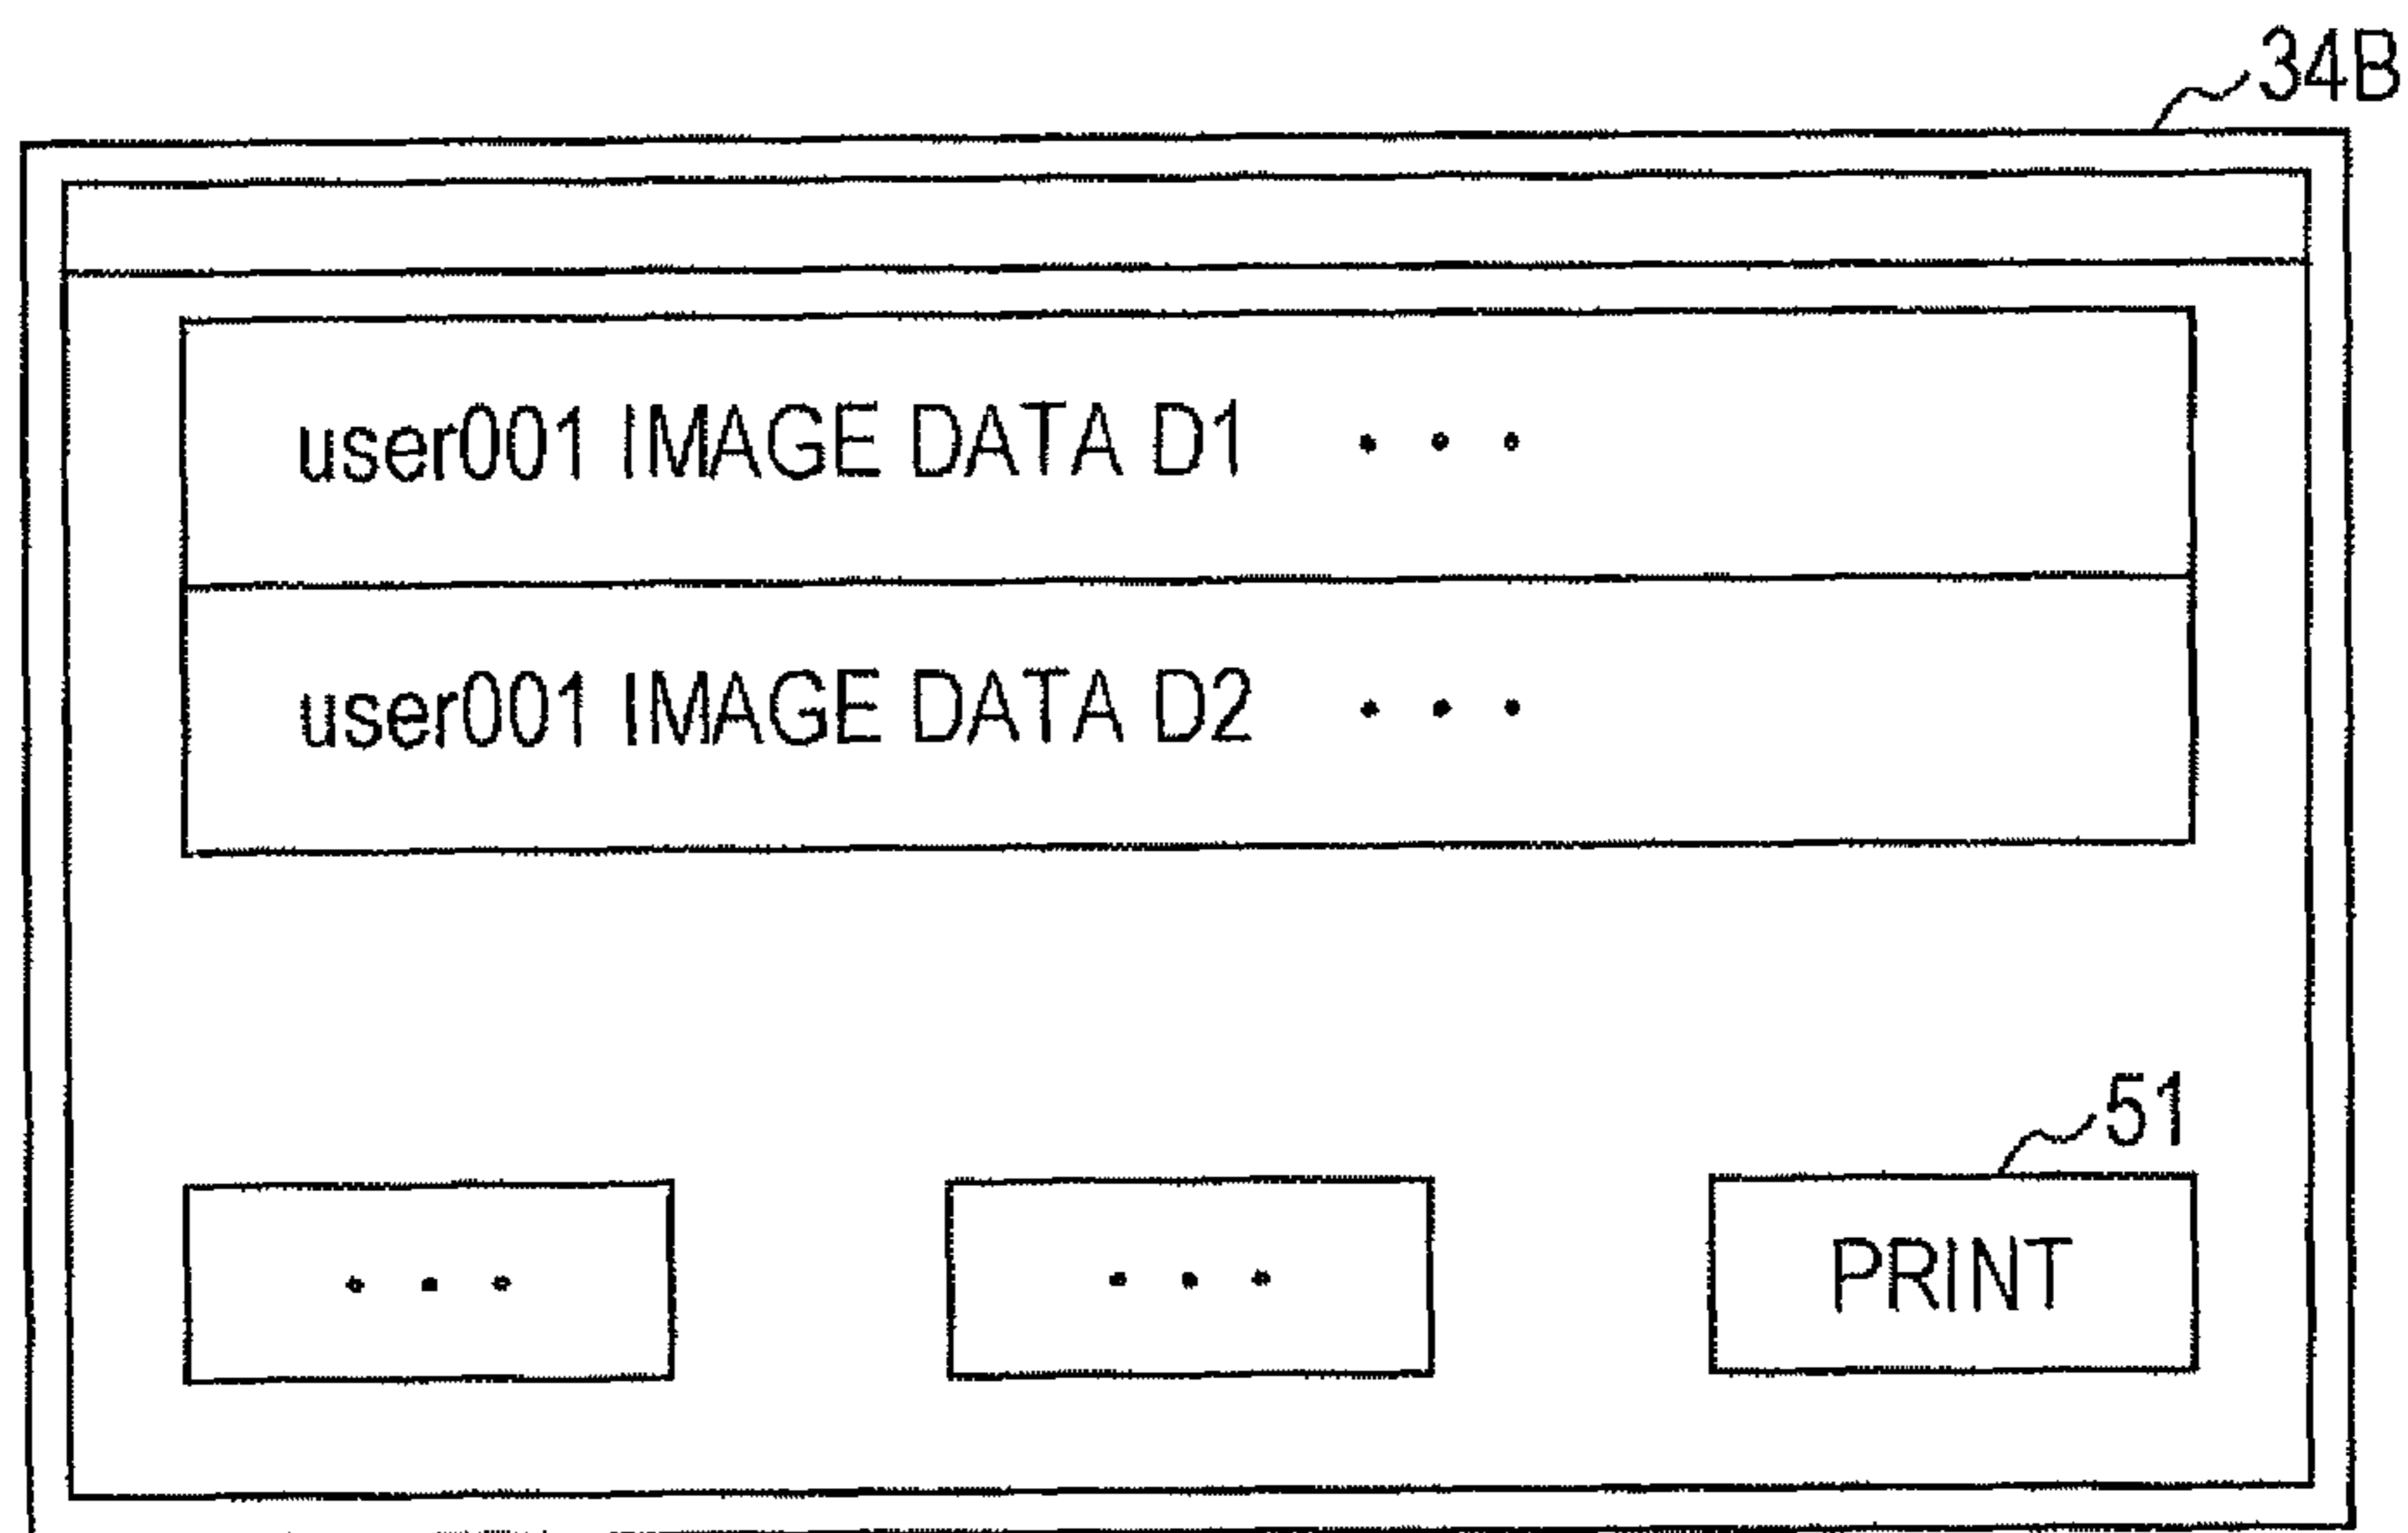 34B
user001 IMAGE DATA D1 • • •
user001 IMAGE DATA D2 • • •
51
• • • • • • PRINT